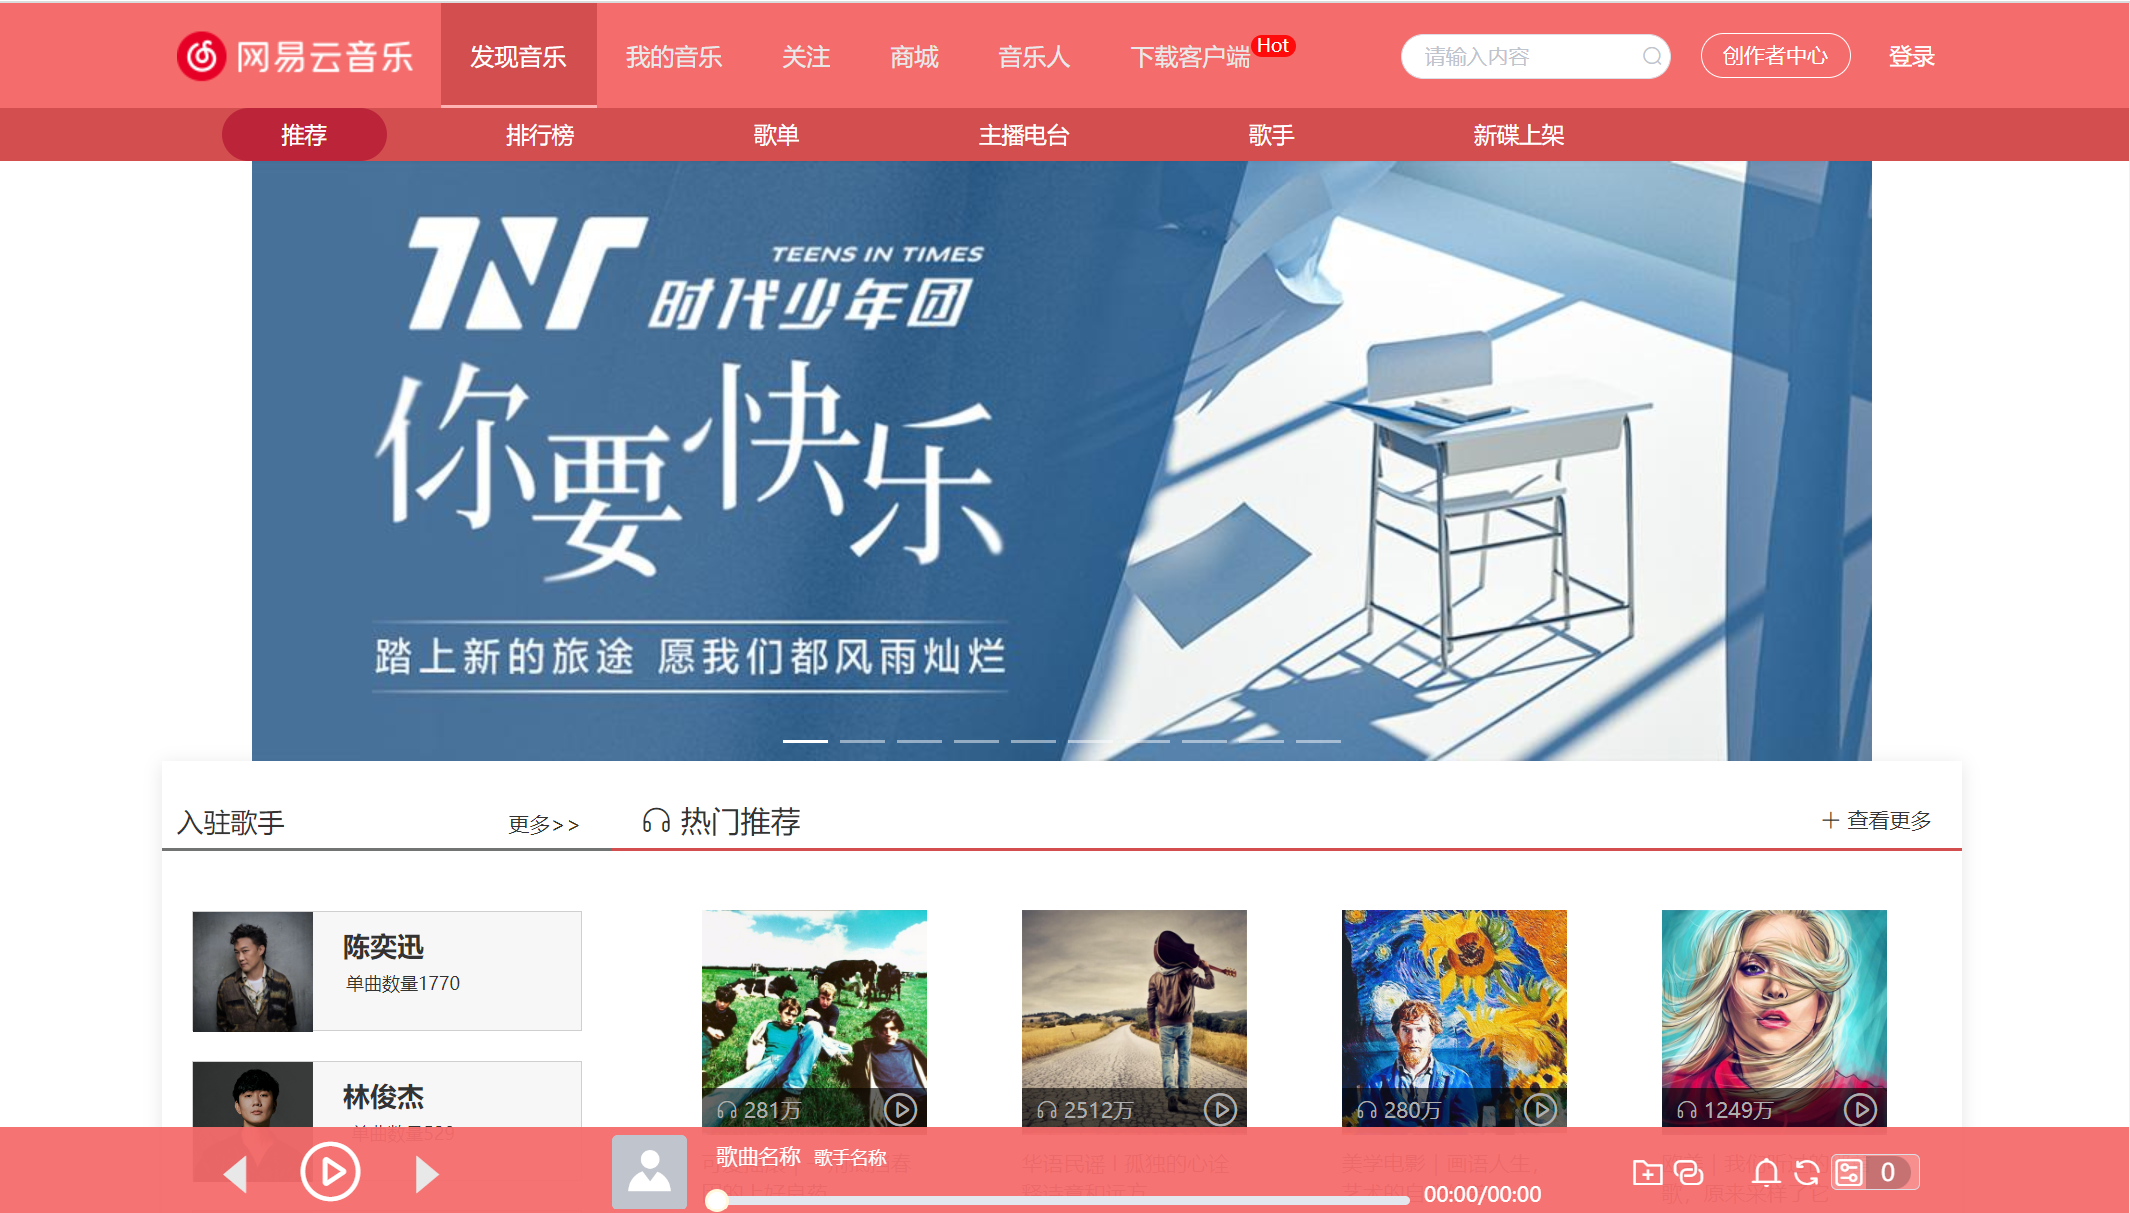 网易云音乐
发现音乐
我的音乐
关注
商城
音乐人
下载客户端
Hot
请输入内容
创作者中心
登录
推荐
排行榜
歌单
主播电台
歌手
新碟上架
TNT
TEENS IN TIMES
时代少年团
你要快乐
踏上新的旅途 愿我们都风雨灿烂
入驻歌手
更多>>
热门推荐
查看更多
陈奕迅
单曲数量1770
林俊杰
单曲数量529
281万
2512万
280万
1249万
歌曲名称 歌手名称
华语民谣 | 孤独的心诠
美学电影 | 画语人生，
00:00/00:00
0